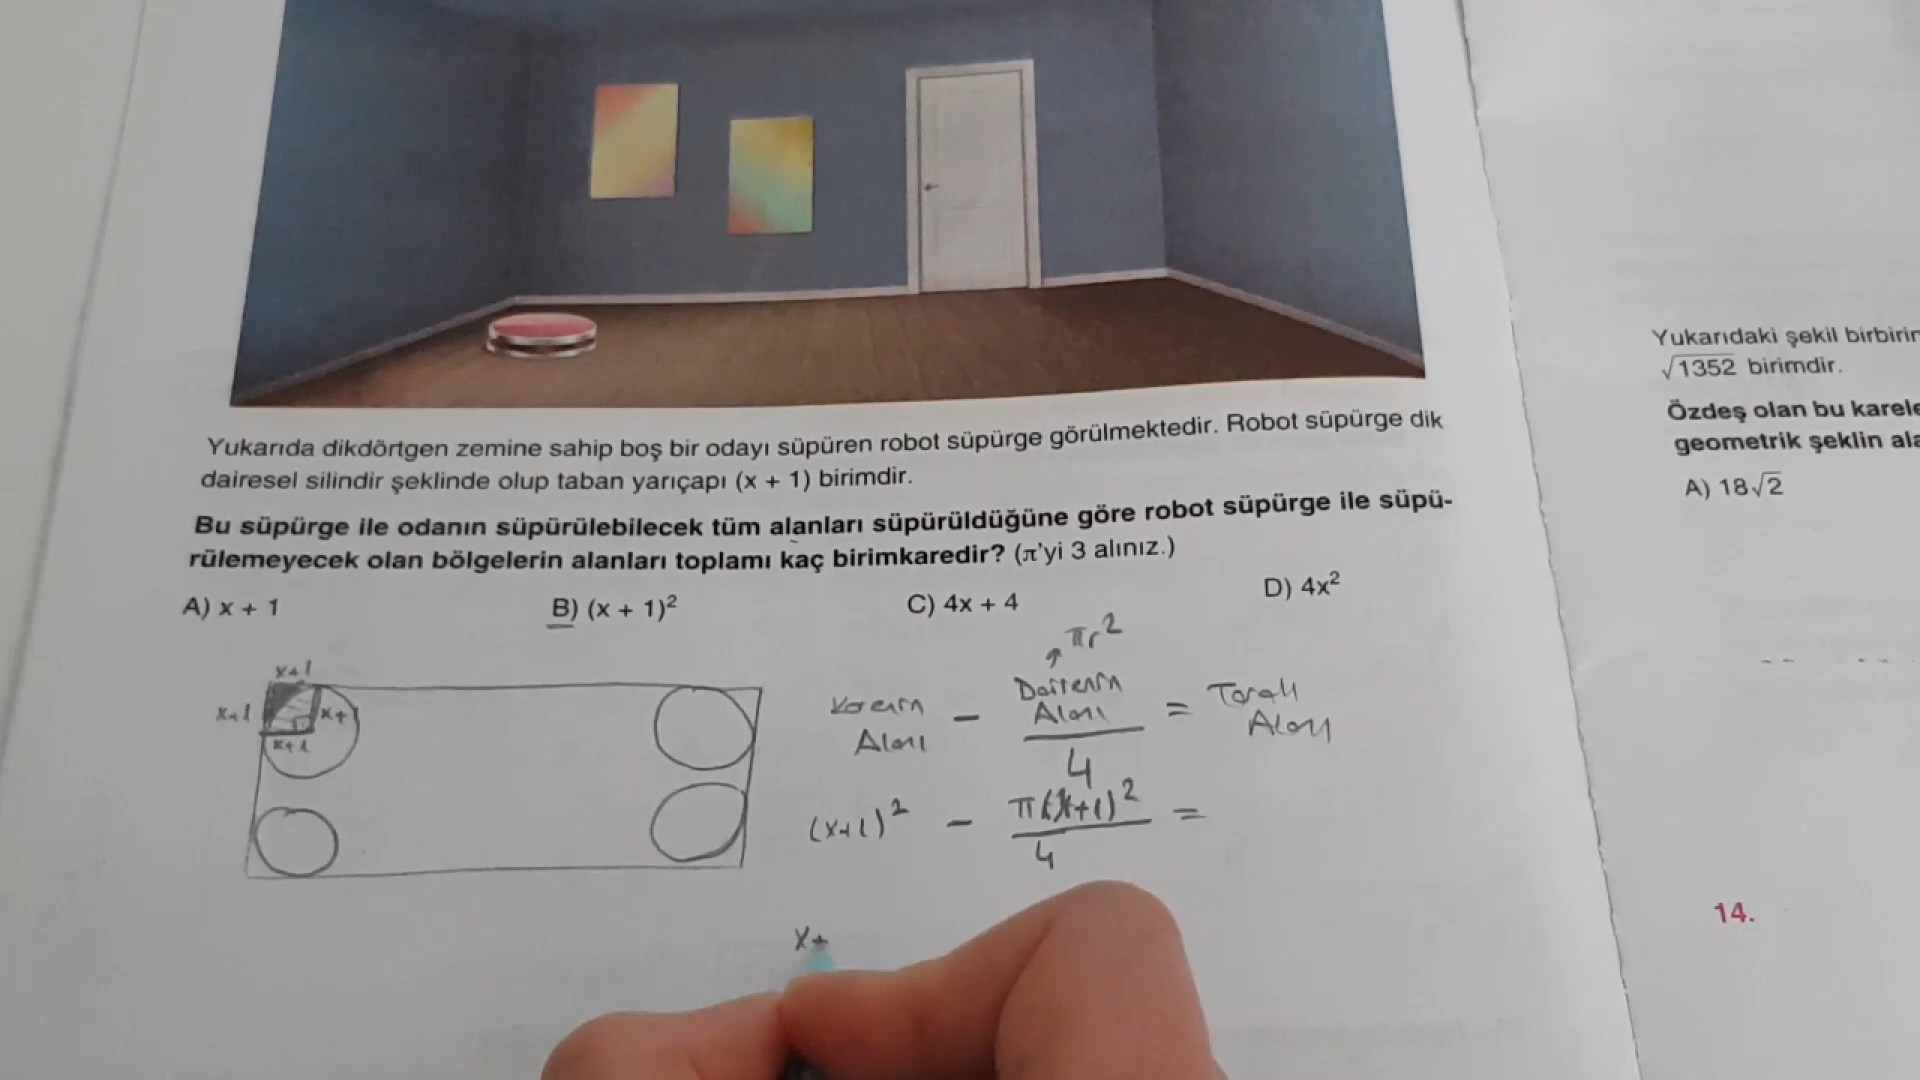 Yukarıda dikdörtgen zemine sahip boş bir odayı süpüren robot süpürge görülmektedir. Robot süpürge dik
dairesel silindir şeklinde olup taban yarıçapı (x + 1) birimdir.
Bu süpürge ile odanın süpürülebilecek tüm alanları süpürüldüğüne göre robot süpürge ile süpü-
rülemeyecek olan bölgelerin alanları toplamı kaç birimkaredir? (π'yi 3 alınız.)
A) x + 1
B) (x + 1)²
C) 4x + 4
D) 4x²
x+1
x+1
x+1
x+1
πr²
Karenin Alanı - Dairenin Alanı / 4 = Taralı Alan
(x+1)² - π(x+1)² / 4 =
x+
Yukarıdaki şekil
√1352 birimdir.
Özdeş olan bu
geometrik şeklin
A) 18√2
14.